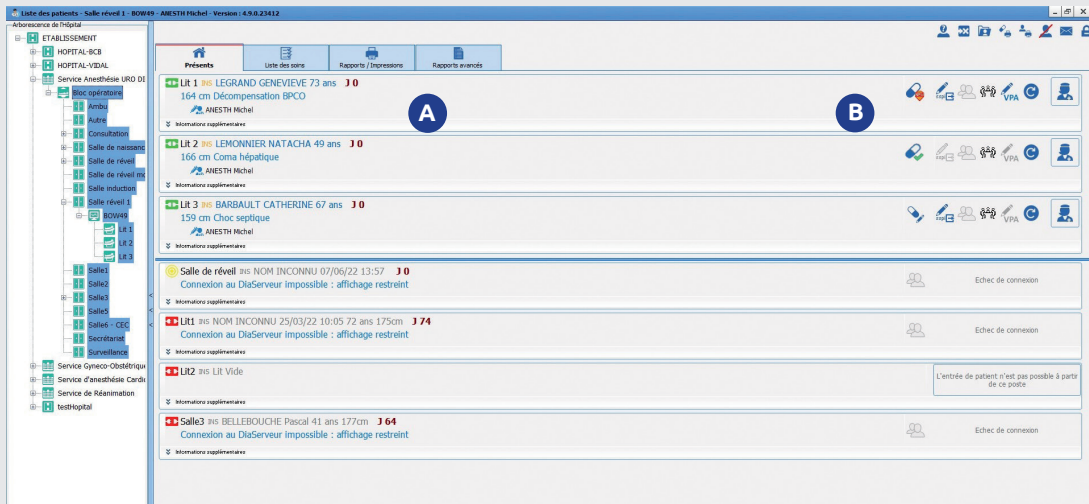 Liste des patients - Salle réveil 1 - BOW49 - ANESTH Michel - Version : 4.9.0.23412
Arborescence de l'Hôpital
ETABLISSEMENT
HOPITAL-BCB
HOPITAL-VIDAL
Service Anesthésie URO DI
Bloc opératoire
Ambu
Autre
Consultation
Salle de naissanc
Salle de réveil
Salle de réveil mo
Salle induction
Salle réveil 1
BOW49
Lit 1
Lit 2
Lit 3
Salle1
Salle2
Salle3
Salle5
Salle6 - CEC
Secrétariat
Surveillance
Service Gyneco-Obstétrique
Service d'anesthésie Cardi
Service de Réanimation
testHopital
Présents
Liste des soins
Rapports / Impressions
Rapports avancés
Lit 1 INS LEGRAND GENEVIEVE 73 ans J 0
164 cm Décompensation BPCO
ANESTH Michel
Informations supplémentaires
A
B
VPA
Lit 2 INS LEMONNIER NATACHA 49 ans J 0
166 cm Coma hépatique
ANESTH Michel
Informations supplémentaires
VPA
Lit 3 INS BARBAULT CATHERINE 67 ans J 0
159 cm Choc septique
ANESTH Michel
Informations supplémentaires
VPA
Salle de réveil INS NOM INCONNU 07/06/22 13:57 J 0
Connexion au DiaServeur impossible : affichage restreint
Informations supplémentaires
Echec de connexion
Lit1 INS NOM INCONNU 25/03/22 10:05 72 ans 175cm J 74
Connexion au DiaServeur impossible : affichage restreint
Informations supplémentaires
Echec de connexion
Lit2 INS Lit Vide
Informations supplémentaires
L'entrée de patient n'est pas possible à partir
de ce poste
Salle3 INS BELLEBOUCHE Pascal 41 ans 177cm J 64
Connexion au DiaServeur impossible : affichage restreint
Informations supplémentaires
Echec de connexion